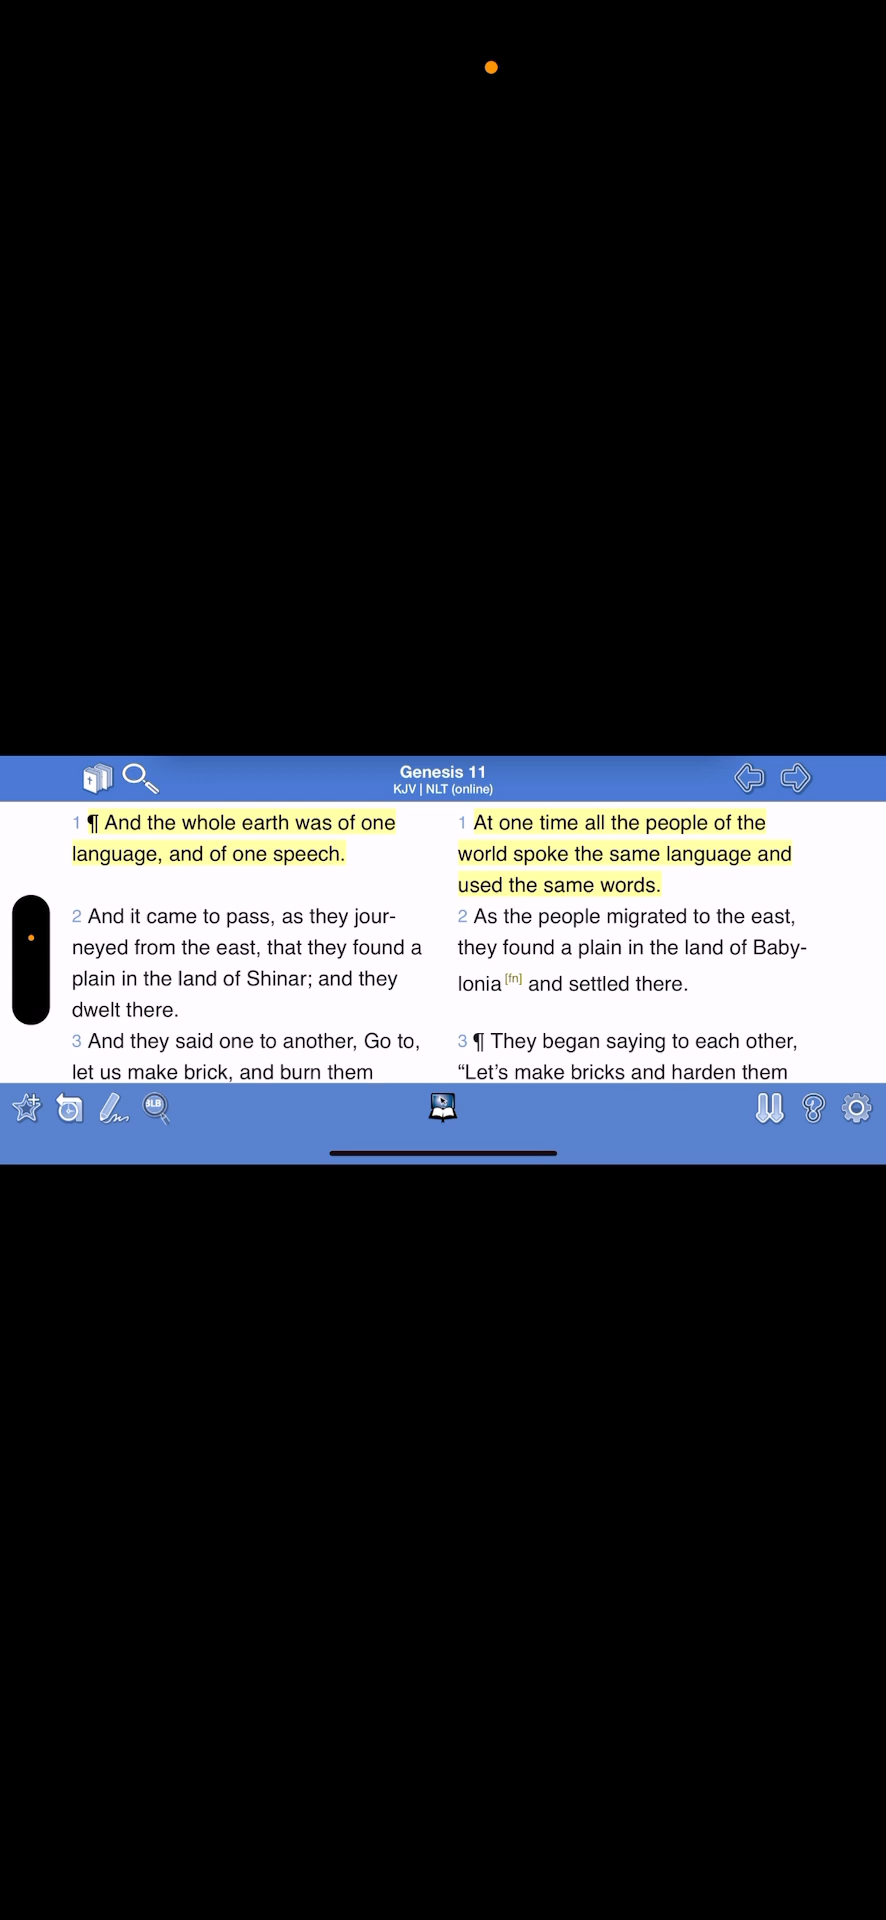 Genesis 11
KJV | NLT (online)
1 ¶ And the whole earth was of one
language, and of one speech.
2 And it came to pass, as they jour-
neyed from the east, that they found a
plain in the land of Shinar; and they
dwelt there.
3 And they said one to another, Go to,
let us make brick, and burn them
1 At one time all the people of the
world spoke the same language and
used the same words.
2 As the people migrated to the east,
they found a plain in the land of Baby-
lonia [fn] and settled there.
3 ¶ They began saying to each other,
“Let’s make bricks and harden them
BLB